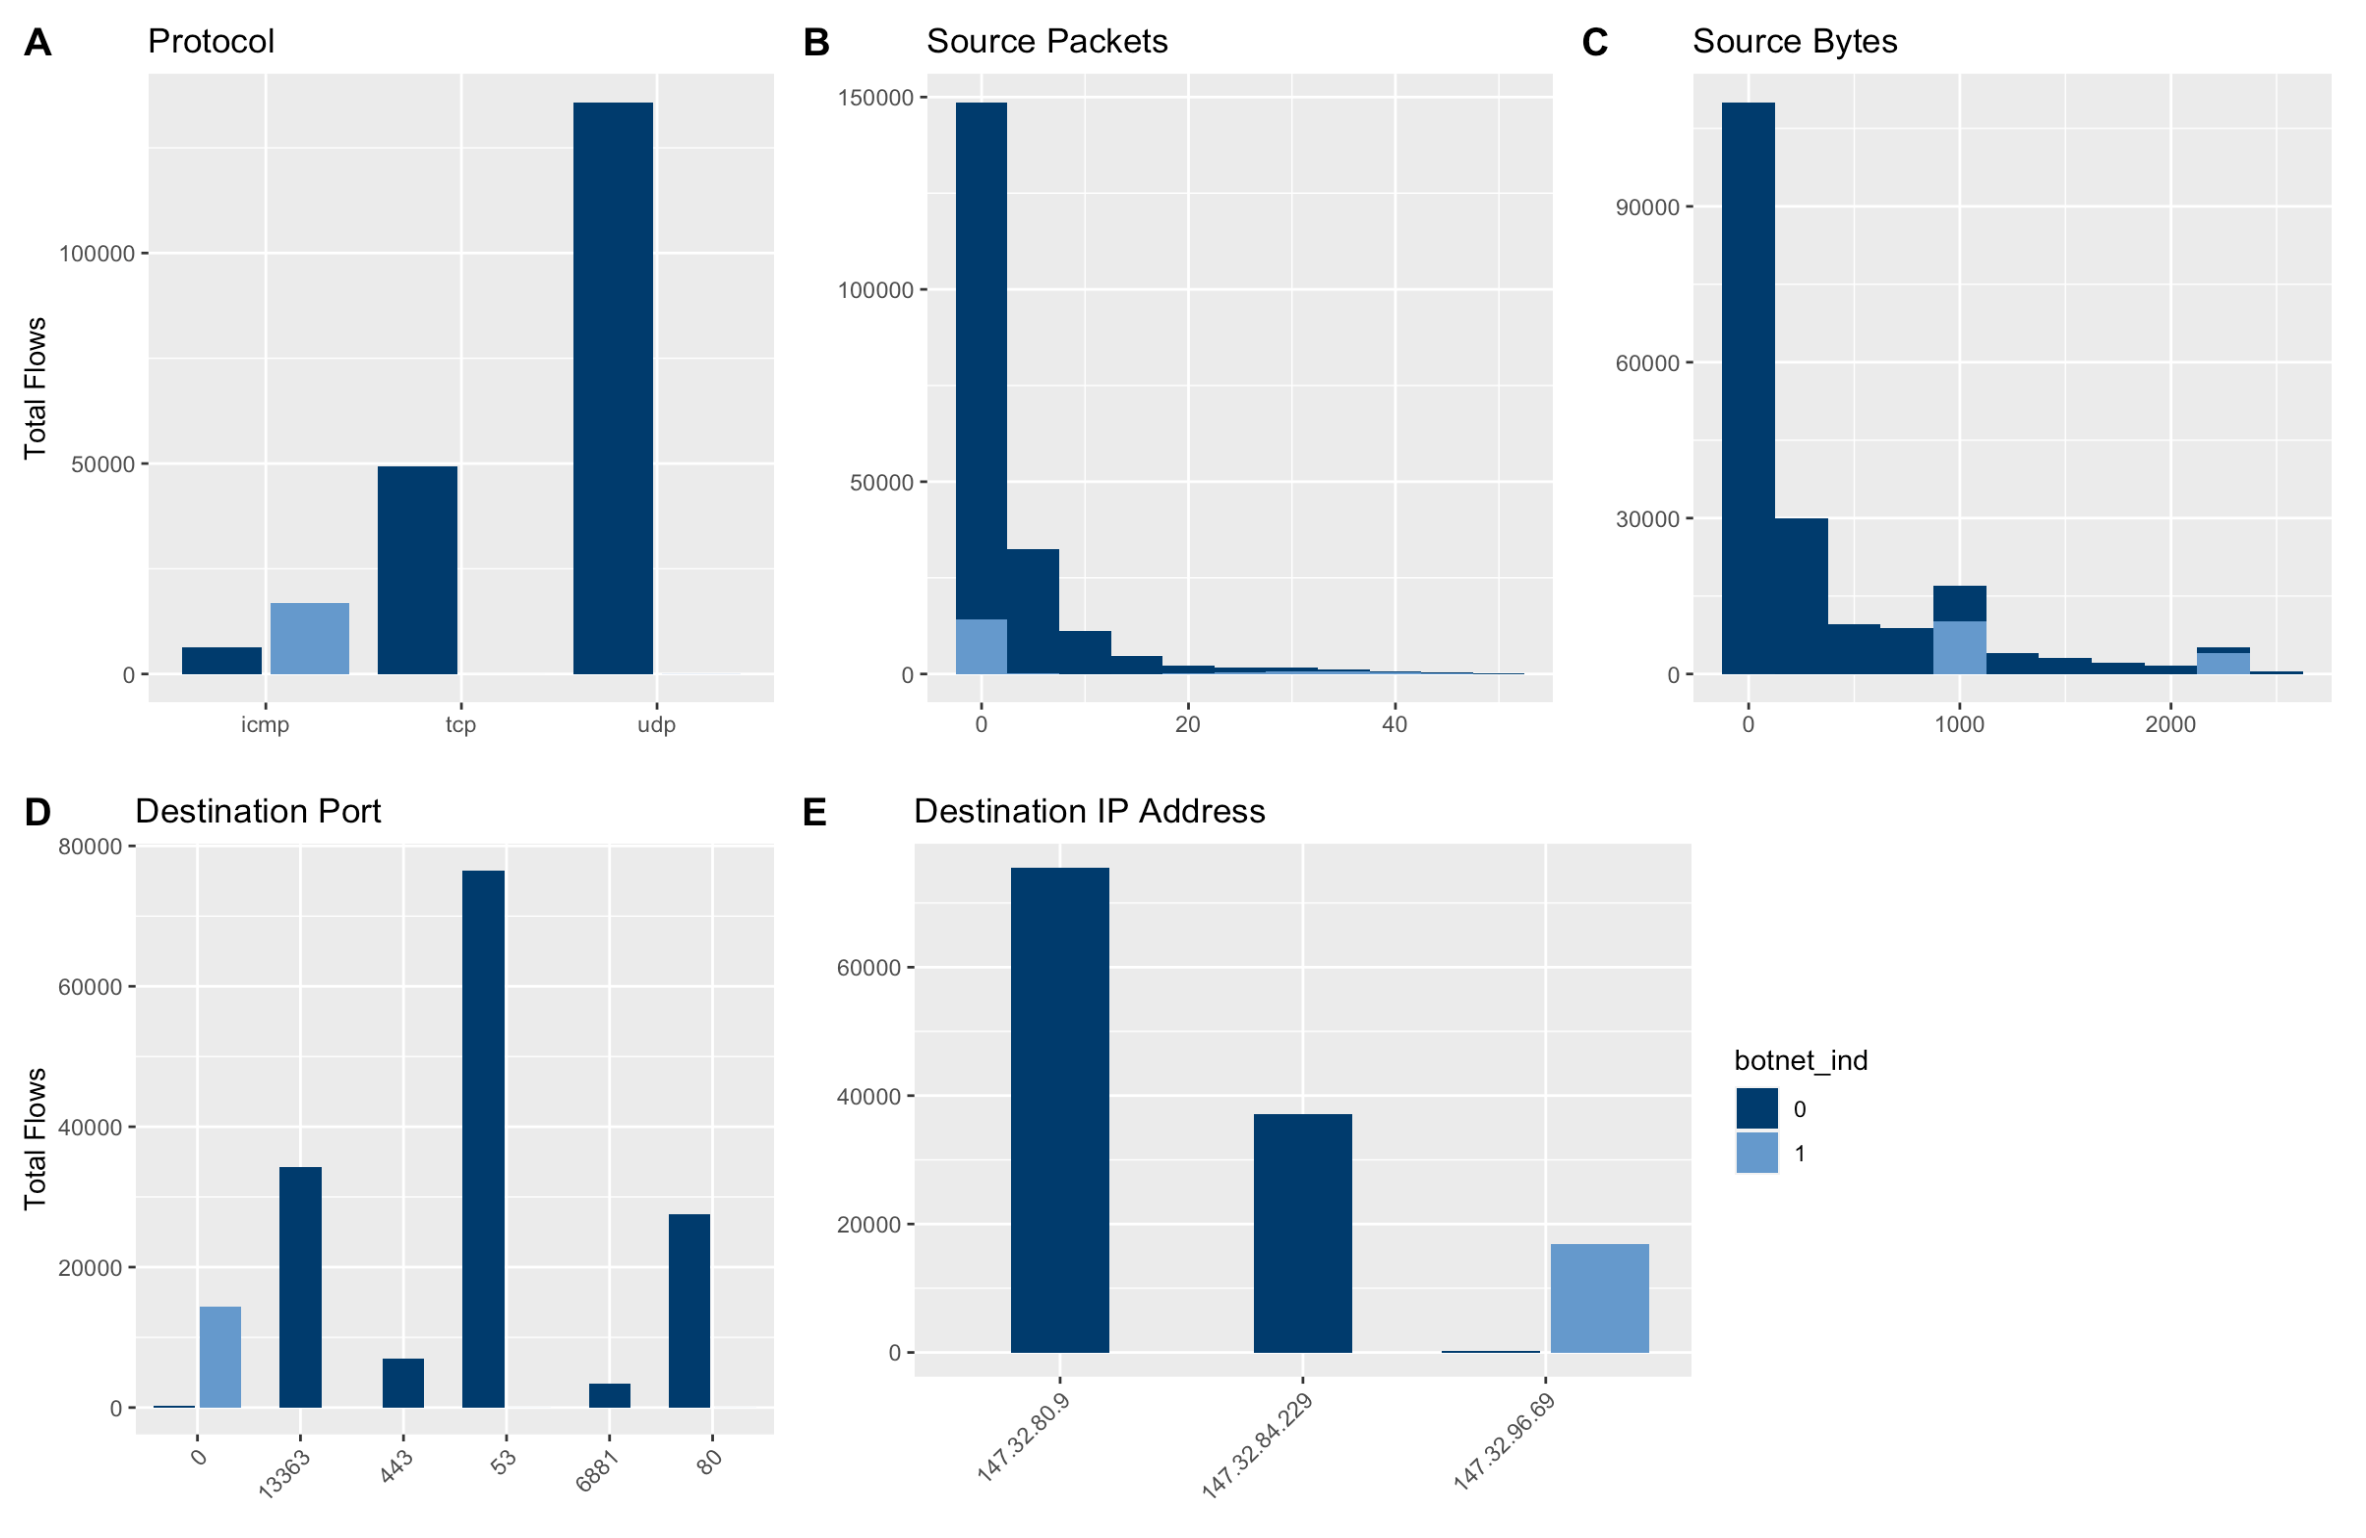 A Protocol
Total Flows
100000
50000
0
icmp tcp udp
B Source Packets
150000
100000
50000
0
0 20 40
C Source Bytes
90000
60000
30000
0
0 1000 2000
D Destination Port
Total Flows
80000
60000
40000
20000
0
0 13363 443 53 6881 80
E Destination IP Address
60000
40000
20000
0
147.32.80.9 147.32.84.229 147.32.96.69
botnet_ind
0
1